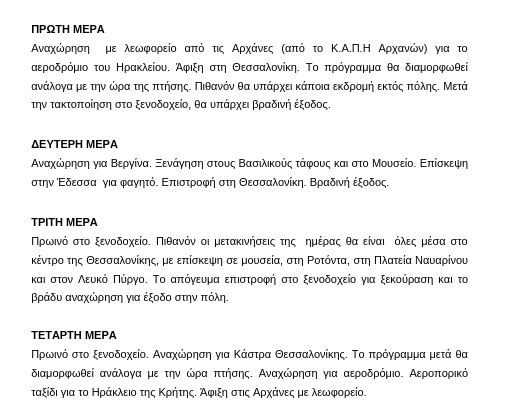 ΠΡΩΤΗ ΜΕΡΑ
Αναχώρηση με λεωφορείο από τις Αρχάνες (από το Κ.Α.Π.Η Αρχανών) για το
αεροδρόμιο του Ηρακλείου. Άφιξη στη Θεσσαλονίκη. Το πρόγραμμα θα διαμορφωθεί
ανάλογα με την ώρα της πτήσης. Πιθανόν θα υπάρχει κάποια εκδρομή εκτός πόλης. Μετά
την τακτοποίηση στο ξενοδοχείο, θα υπάρχει βραδινή έξοδος.
ΔΕΥΤΕΡΗ ΜΕΡΑ
Αναχώρηση για Βεργίνα. Ξενάγηση στους Βασιλικούς τάφους και στο Μουσείο. Επίσκεψη
στην Έδεσσα για φαγητό. Επιστροφή στη Θεσσαλονίκη. Βραδινή έξοδος.
ΤΡΙΤΗ ΜΕΡΑ
Πρωινό στο ξενοδοχείο. Πιθανόν οι μετακινήσεις της ημέρας θα είναι όλες μέσα στο
κέντρο της Θεσσαλονίκης, με επίσκεψη σε μουσεία, στη Ροτόντα, στη Πλατεία Ναυαρίνου
και στον Λευκό Πύργο. Το απόγευμα επιστροφή στο ξενοδοχείο για ξεκούραση και το
βράδυ αναχώρηση για έξοδο στην πόλη.
ΤΕΤΑΡΤΗ ΜΕΡΑ
Πρωινό στο ξενοδοχείο. Αναχώρηση για Κάστρα Θεσσαλονίκης. Το πρόγραμμα μετά θα
διαμορφωθεί ανάλογα με την ώρα πτήσης. Αναχώρηση για αεροδρόμιο. Αεροπορικό
ταξίδι για το Ηράκλειο της Κρήτης. Άφιξη στις Αρχάνες με λεωφορείο.